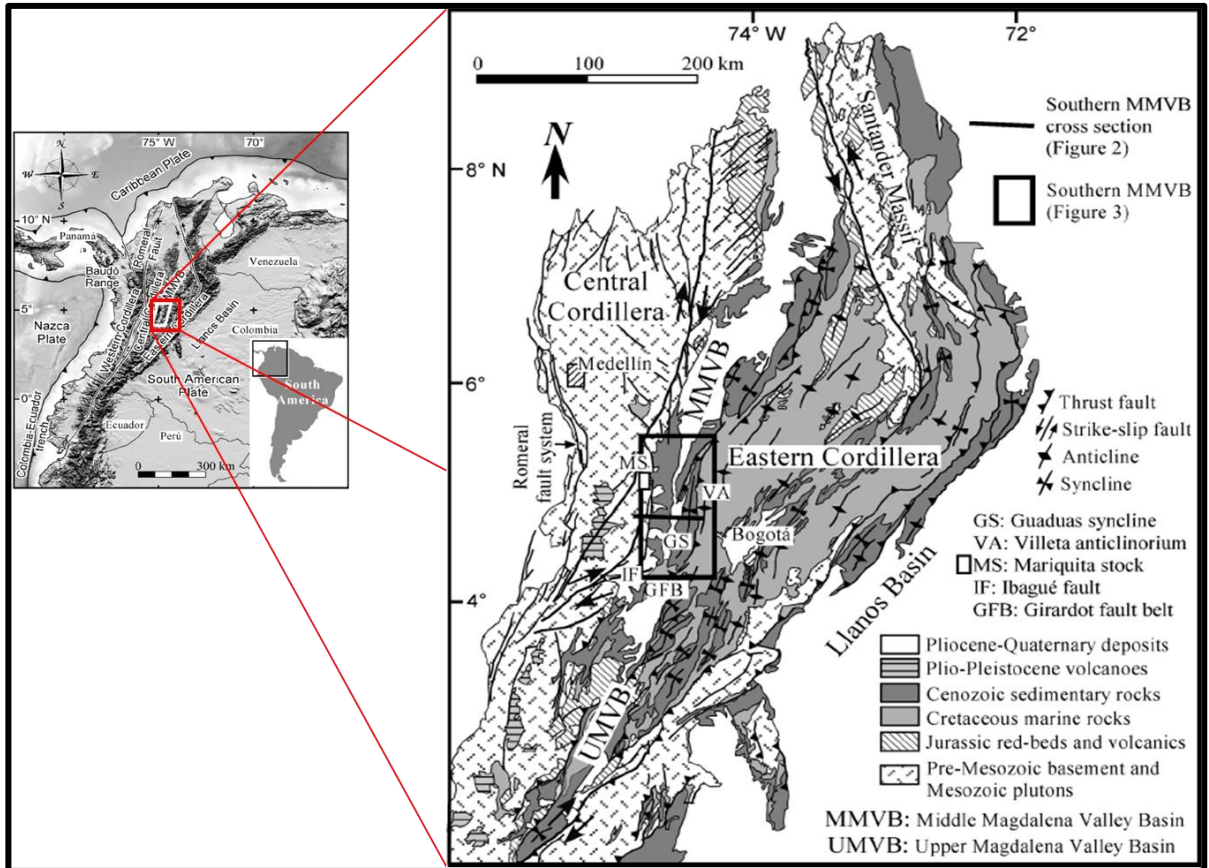 75° W
70°
N
W
E
S
Caribbean Plate
10° N
Panamá
Baudó
Range
Romeral
Fault
Venezuela
Western Cordillera
Central Cordillera
MMVB
Eastern Cordillera
Llanos Basin
5°
Nazca
Plate
Colombia
South American
Plate
South
America
0°
Ecuador
Perú
Colombia-Ecuador
trench
0
300 km
74° W
72°
0
100
200 km
N
8° N
Santander Massif
Southern MMVB
cross section
(Figure 2)
Southern MMVB
(Figure 3)
Central
Cordillera
Medellín
6°
MMVB
Romeral
fault system
MS
VA
Eastern Cordillera
GS
Bogotá
IF
GFB
4°
UMVB
Llanos Basin
Thrust fault
Strike-slip fault
Anticline
Syncline
GS: Guaduas syncline
VA: Villeta anticlinorium
MS: Mariquita stock
IF: Ibagué fault
GFB: Girardot fault belt
Pliocene-Quaternary deposits
Plio-Pleistocene volcanoes
Cenozoic sedimentary rocks
Cretaceous marine rocks
Jurassic red-beds and volcanics
Pre-Mesozoic basement and
Mesozoic plutons
MMVB: Middle Magdalena Valley Basin
UMVB: Upper Magdalena Valley Basin